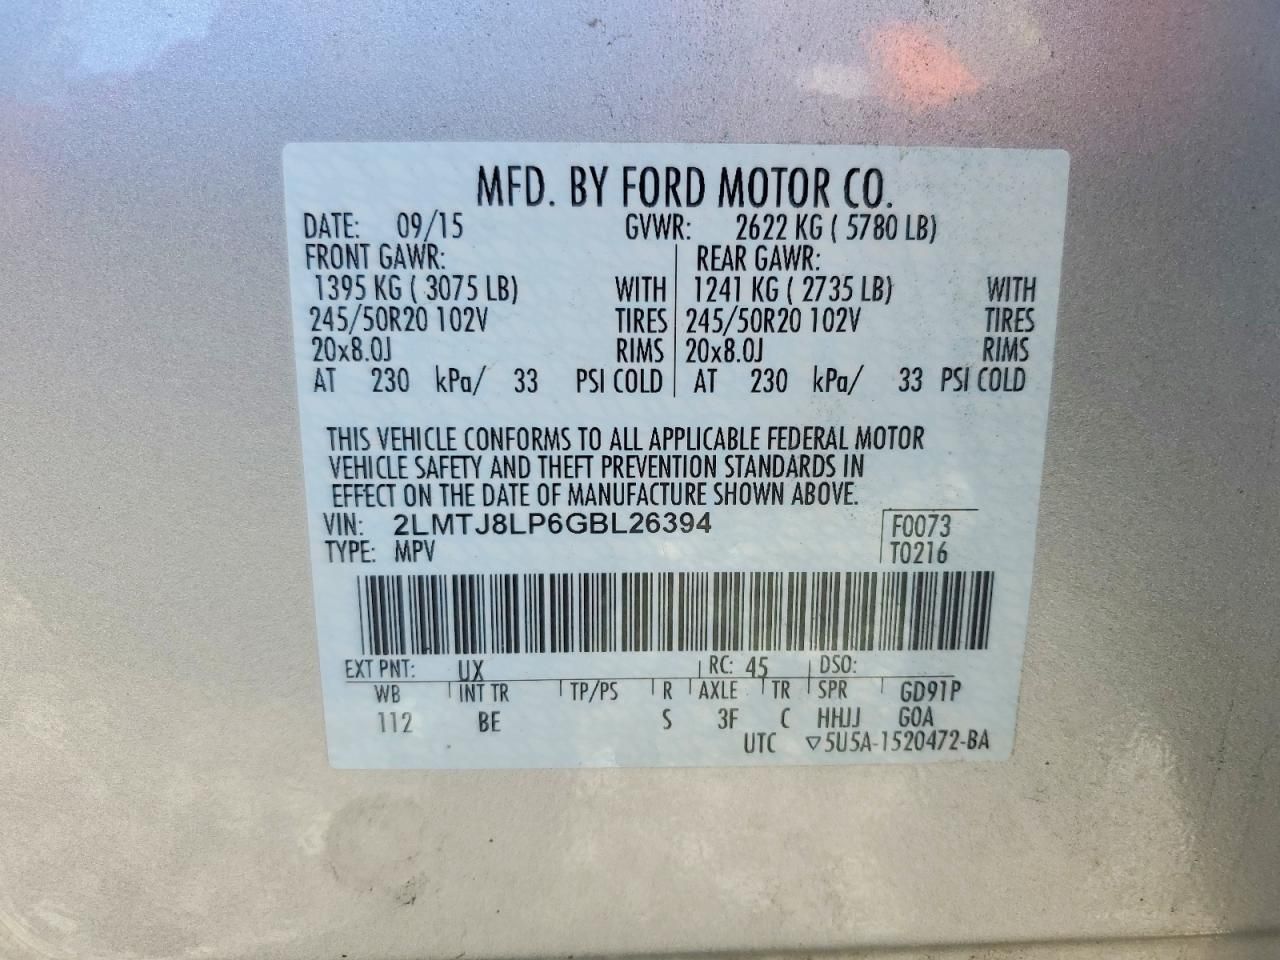 MFD. BY FORD MOTOR CO.
DATE: 09/15 GVWR: 2622 KG ( 5780 LB)
FRONT GAWR: REAR GAWR:
1395 KG ( 3075 LB) WITH 1241 KG ( 2735 LB) WITH
245/50R20 102V TIRES 245/50R20 102V TIRES
20x8.0J RIMS 20x8.0J RIMS
AT 230 kPa/ 33 PSI COLD AT 230 kPa/ 33 PSI COLD
THIS VEHICLE CONFORMS TO ALL APPLICABLE FEDERAL MOTOR
VEHICLE SAFETY AND THEFT PREVENTION STANDARDS IN
EFFECT ON THE DATE OF MANUFACTURE SHOWN ABOVE.
VIN: 2LMTJ8LP6GBL26394 F0073
TYPE: MPV T0216
EXT PNT: UX RC: 45 DSO:
WB INT TR TP/PS R AXLE TR SPR GD91P
112 BE S 3F C HHJJ GOA
UTC ▽5U5A-1520472-BA